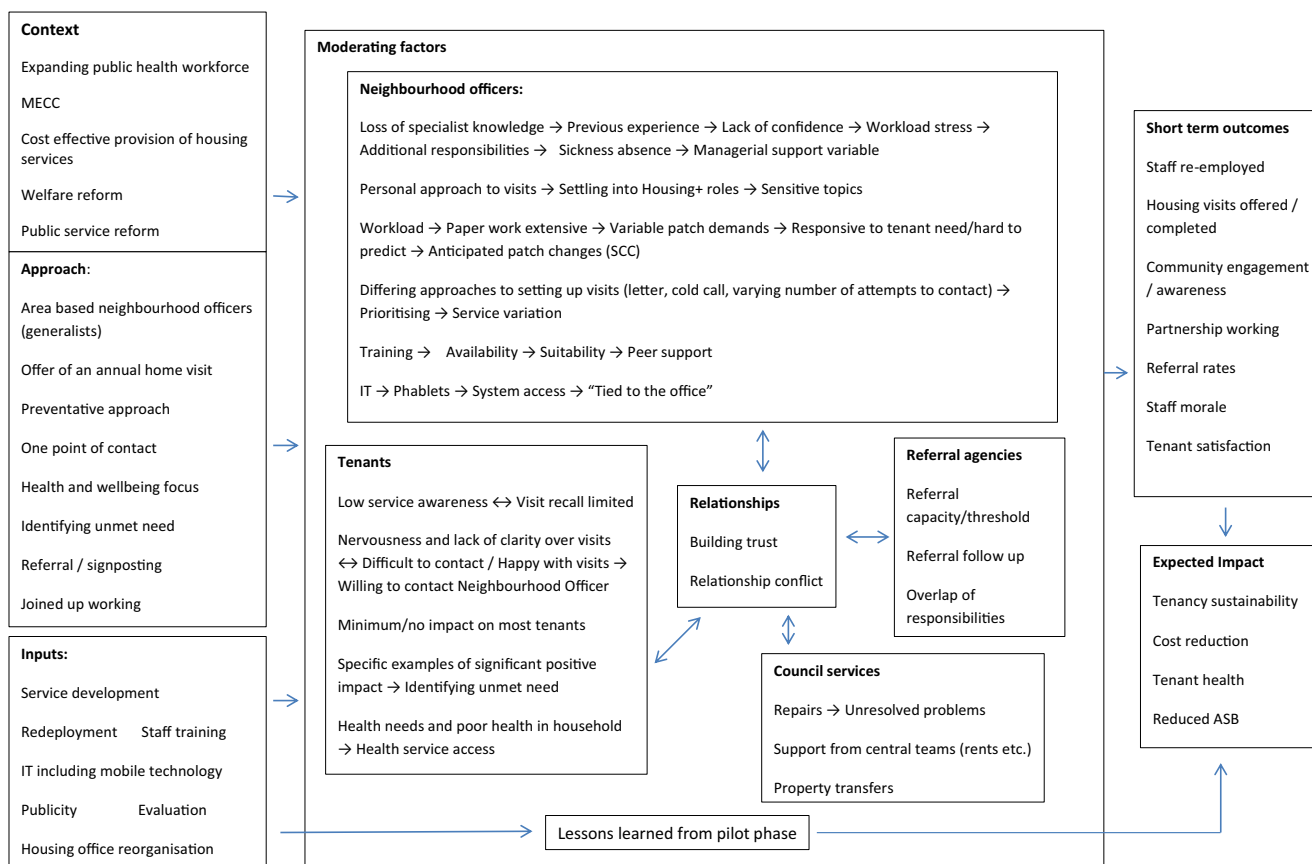 Context
Expanding public health workforce
MECC
Cost effective provision of housing
services
Welfare reform
Public service reform
Approach:
Area based neighbourhood officers
(generalists)
Offer of an annual home visit
Preventative approach
One point of contact
Health and wellbeing focus
Identifying unmet need
Referral / signposting
Joined up working
Inputs:
Service development
Redeployment Staff training
IT including mobile technology
Publicity Evaluation
Housing office reorganisation
Moderating factors
Neighbourhood officers:
Loss of specialist knowledge → Previous experience → Lack of confidence → Workload stress →
Additional responsibilities → Sickness absence → Managerial support variable
Personal approach to visits → Settling into Housing+ roles → Sensitive topics
Workload → Paper work extensive → Variable patch demands → Responsive to tenant need/hard to
predict → Anticipated patch changes (SCC)
Differing approaches to setting up visits (letter, cold call, varying number of attempts to contact) →
Prioritising → Service variation
Training → Availability → Suitability → Peer support
IT → Phablets → System access → “Tied to the office”
Tenants
Low service awareness ↔ Visit recall limited
Nervousness and lack of clarity over visits
↔ Difficult to contact / Happy with visits →
Willing to contact Neighbourhood Officer
Minimum/no impact on most tenants
Specific examples of significant positive
impact → Identifying unmet need
Health needs and poor health in household
→ Health service access
Relationships
Building trust
Relationship conflict
Referral agencies
Referral
capacity/threshold
Referral follow up
Overlap of
responsibilities
Council services
Repairs → Unresolved problems
Support from central teams (rents etc.)
Property transfers
Lessons learned from pilot phase
Short term outcomes
Staff re-employed
Housing visits offered /
completed
Community engagement
/ awareness
Partnership working
Referral rates
Staff morale
Tenant satisfaction
Expected Impact
Tenancy sustainability
Cost reduction
Tenant health
Reduced ASB